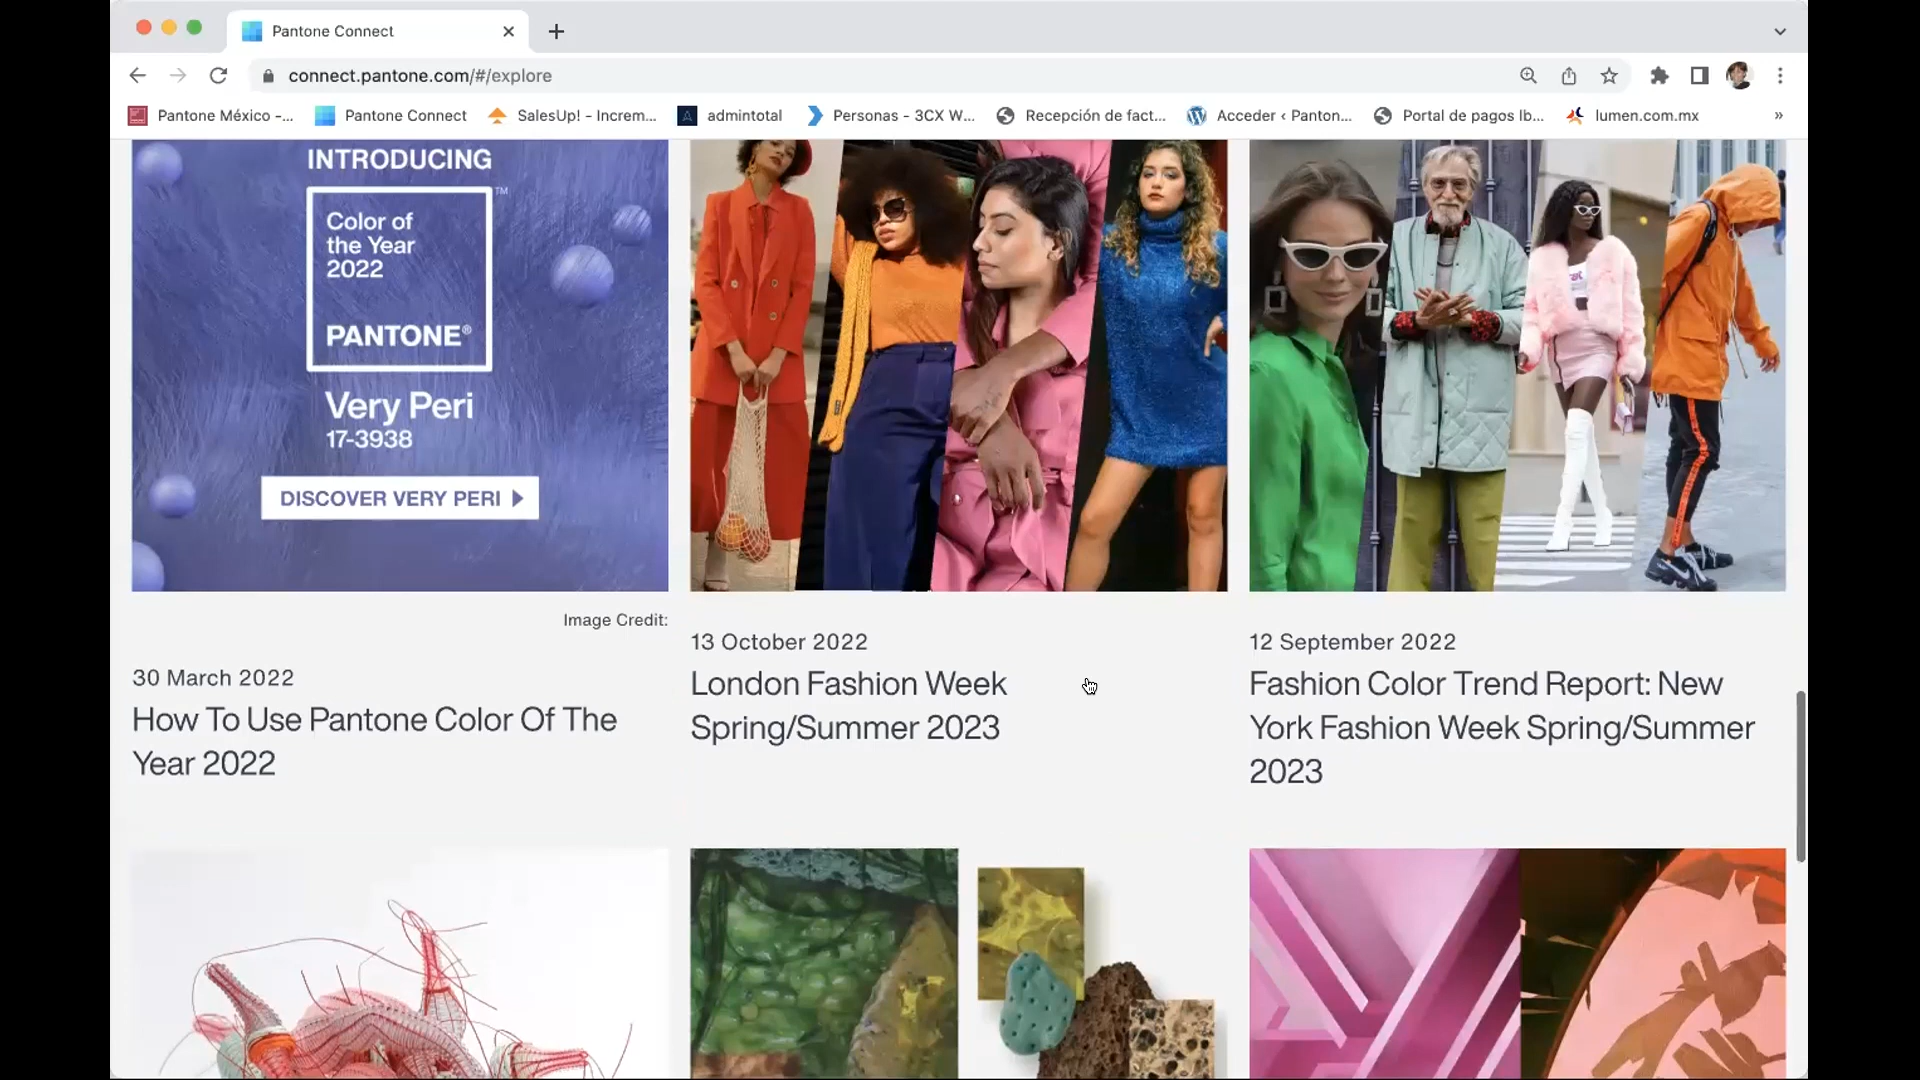 Pantone Connect
connect.pantone.com/#/explore
Pantone México -...
Pantone Connect
SalesUp! - Increm...
admintotal
Personas - 3CX W...
Recepción de fact...
Acceder ‹ Panton...
Portal de pagos Ib...
lumen.com.mx
»
INTRODUCING
Color of
the Year
2022
PANTONE®
™
Very Peri
17-3938
DISCOVER VERY PERI
Image Credit:
30 March 2022
How To Use Pantone Color Of The
Year 2022
13 October 2022
London Fashion Week
Spring/Summer 2023
12 September 2022
Fashion Color Trend Report: New
York Fashion Week Spring/Summer
2023